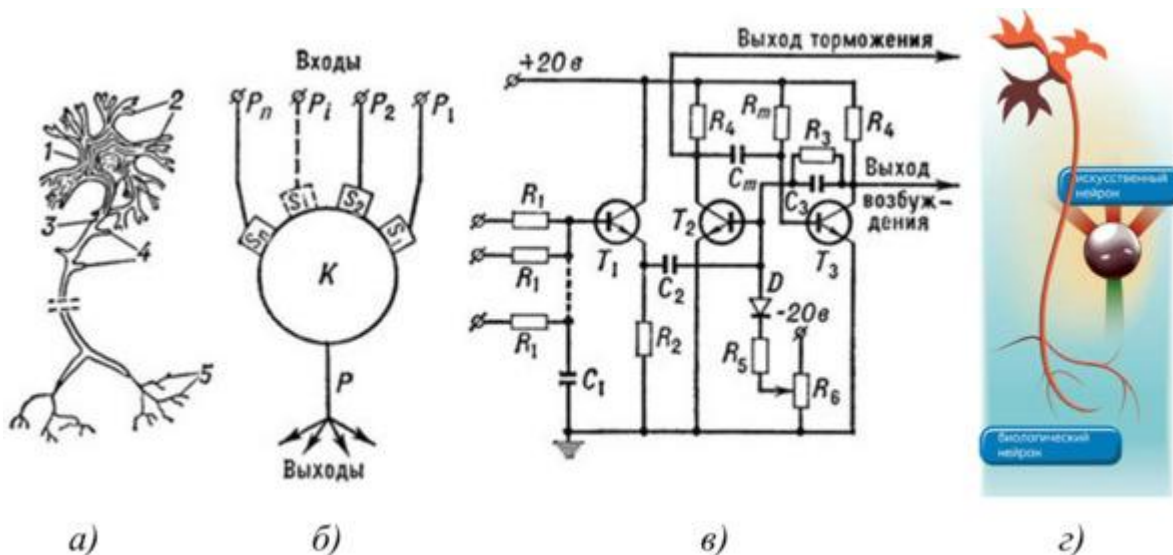 1
2
3
4
5
Входы
Pₙ
Pᵢ
P₂
P₁
Sₙ
Sᵢ
S₂
S₁
K
P
Выходы
Выход торможения
+20в
R₄
Rₘ
R₃
R₄
Cₘ
C₃
Выход
возбуж-
дения
R₁
R₁
R₁
T₁
T₂
T₃
C₂
D
-20в
R₂
R₅
R₆
C₁
искусственный
нейрон
биологический
нейрон
а)
б)
в)
г)